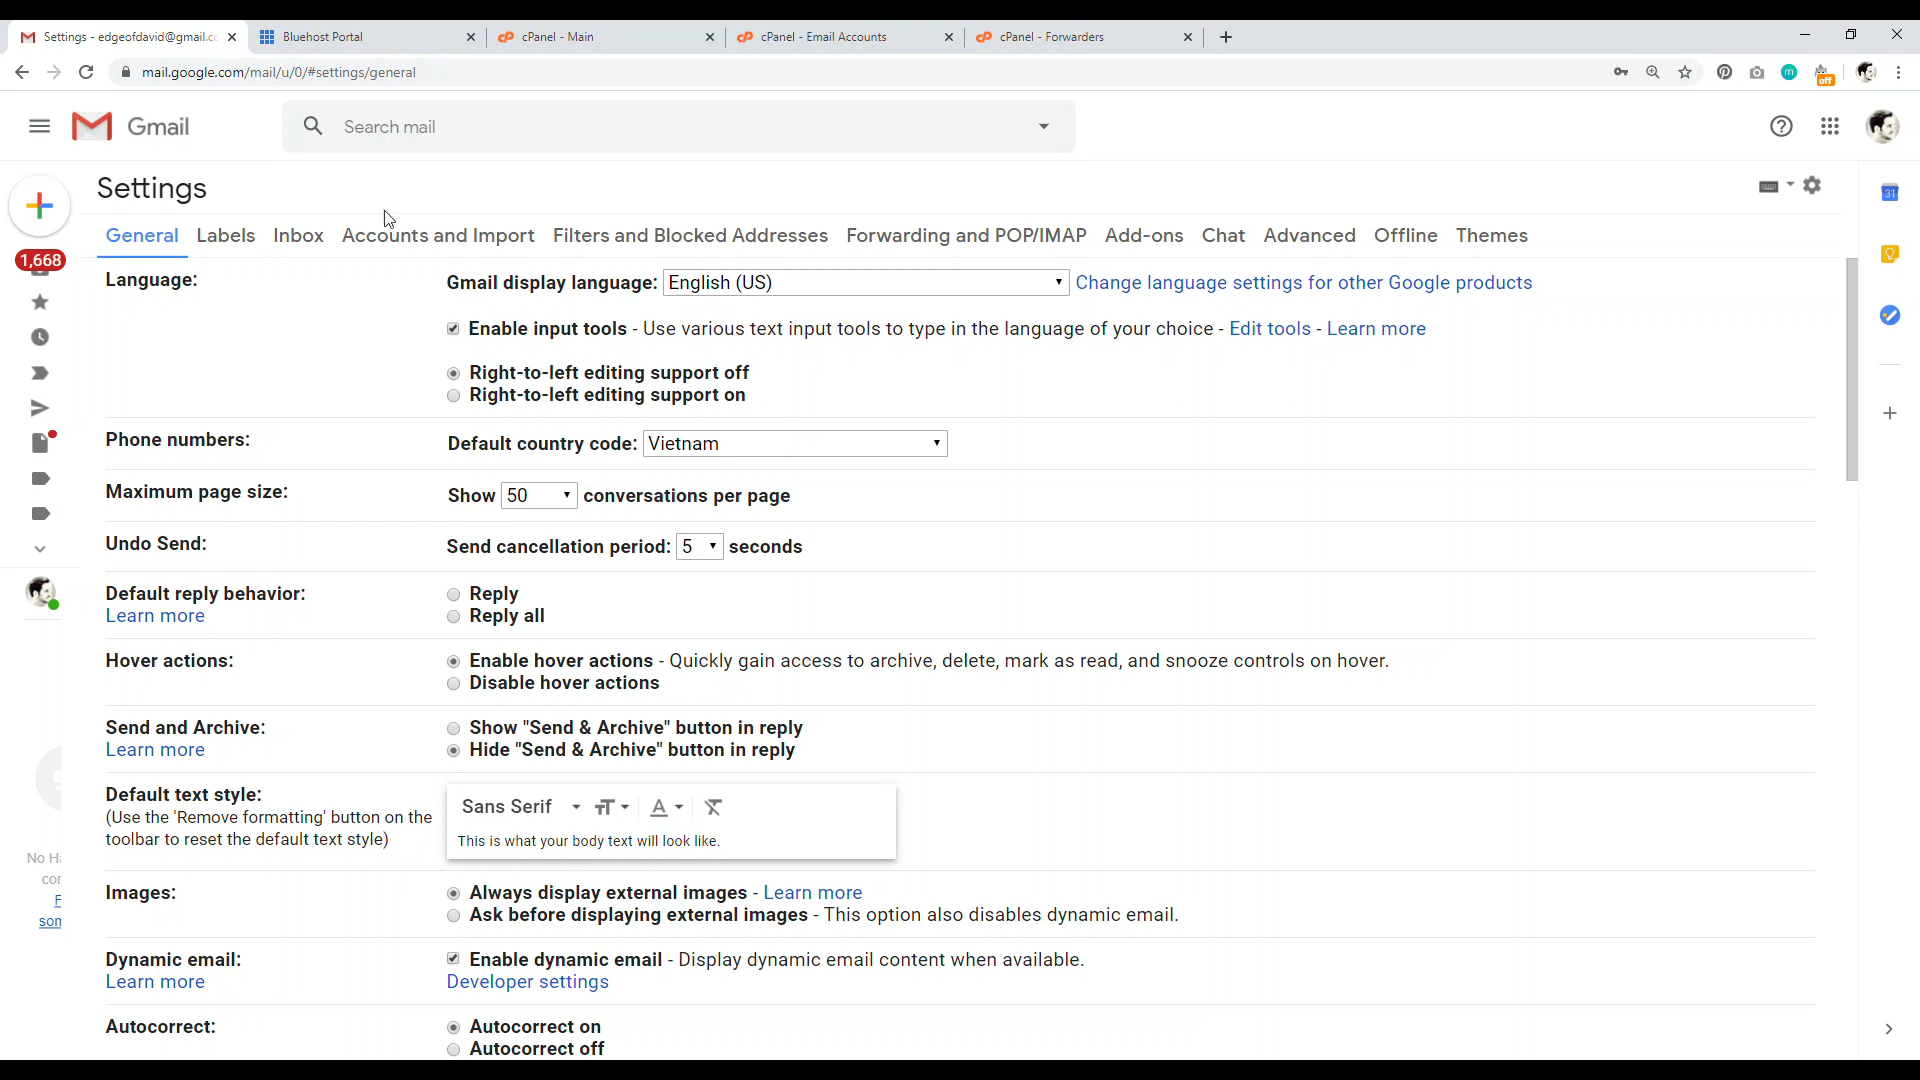 Settings - edgeofdavid@gmail.cc
Bluehost Portal
cPanel - Main
cPanel - Email Accounts
cPanel - Forwarders
mail.google.com/mail/u/0/#settings/general
off
Gmail
Search mail
Settings
General Labels Inbox Accounts and Import Filters and Blocked Addresses Forwarding and POP/IMAP Add-ons Chat Advanced Offline Themes
1,668
31
Language:
Gmail display language: English (US) Change language settings for other Google products
Enable input tools - Use various text input tools to type in the language of your choice - Edit tools - Learn more
Right-to-left editing support off
Right-to-left editing support on
Phone numbers:
Default country code: Vietnam
Maximum page size:
Show 50 conversations per page
Undo Send:
Send cancellation period: 5 seconds
Default reply behavior:
Learn more
Reply
Reply all
Hover actions:
Enable hover actions - Quickly gain access to archive, delete, mark as read, and snooze controls on hover.
Disable hover actions
Send and Archive:
Learn more
Show "Send & Archive" button in reply
Hide "Send & Archive" button in reply
Default text style:
(Use the 'Remove formatting' button on the
toolbar to reset the default text style)
Sans Serif
This is what your body text will look like.
No Ha
con
F
son
Images:
Always display external images - Learn more
Ask before displaying external images - This option also disables dynamic email.
Dynamic email:
Learn more
Enable dynamic email - Display dynamic email content when available.
Developer settings
Autocorrect:
Autocorrect on
Autocorrect off